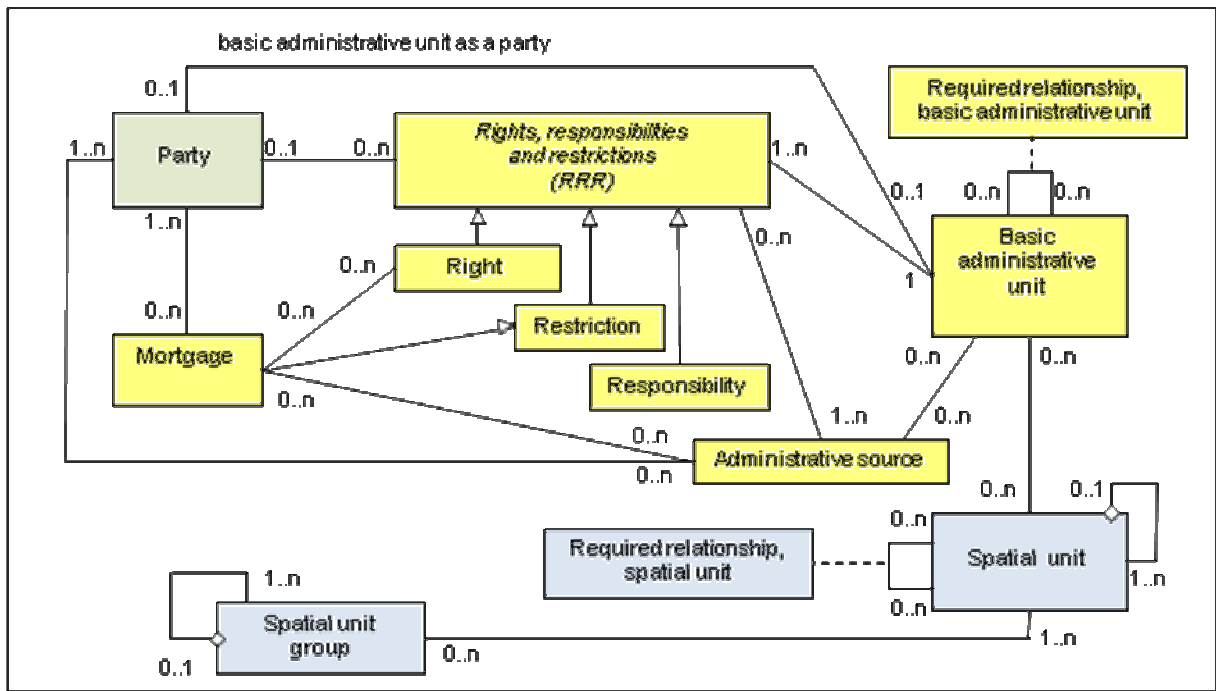 basic administrative unit as a party
0..1
Required relationship,
basic administrative unit
1..n
Party
0..1
0..n
Rights, responsibilities
and restrictions
(RRR)
1..n
0..1
0..n
0..n
1..n
0..n
Right
0..n
Basic
administrative
unit
1
0..n
0..n
Restriction
Mortgage
0..n
0..n
Responsibility
0..n
1..n
0..n
0..n
0..n
Administrative source
0..n
0..1
0..n
Required relationship,
spatial unit
Spatial unit
1..n
1..n
0..n
Spatial unit
group
0..1
0..n
1..n